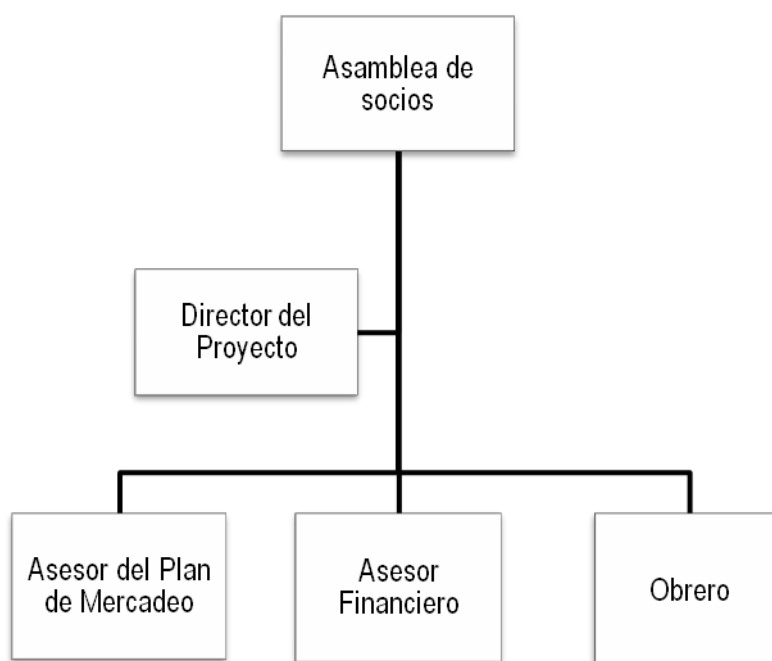 Asamblea de
socios
Director del
Proyecto
Asesor del Plan
de Mercadeo
Asesor
Financiero
Obrero